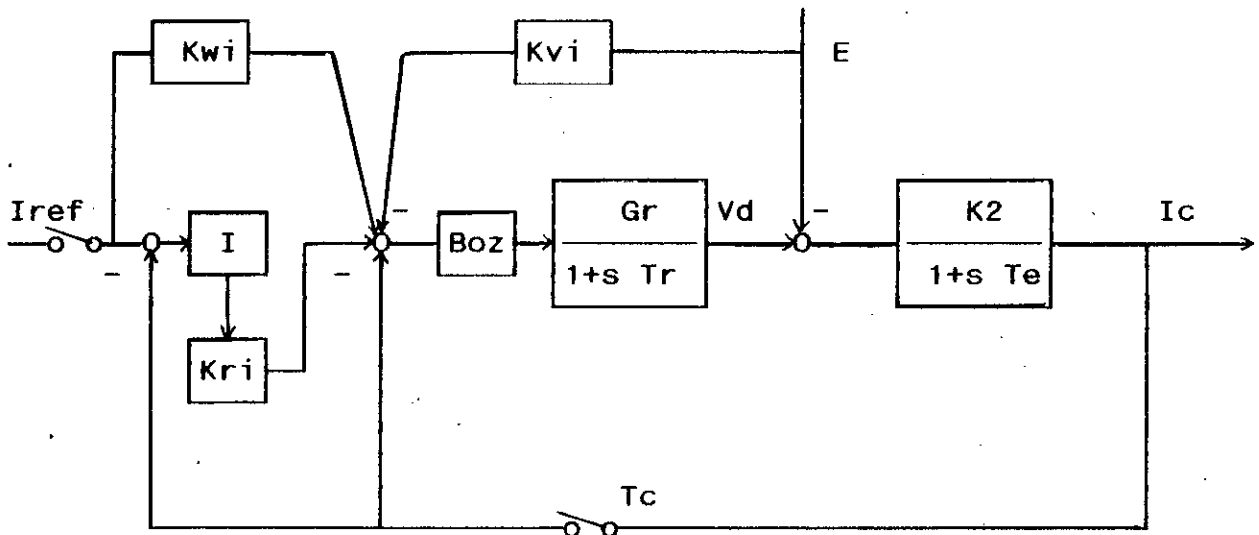 Kwi
Kvi
E
Iref
-
I
-
-
Boz
Gr
1+s Tr
Vd
-
K2
1+s Te
Ic
Kri
Tc